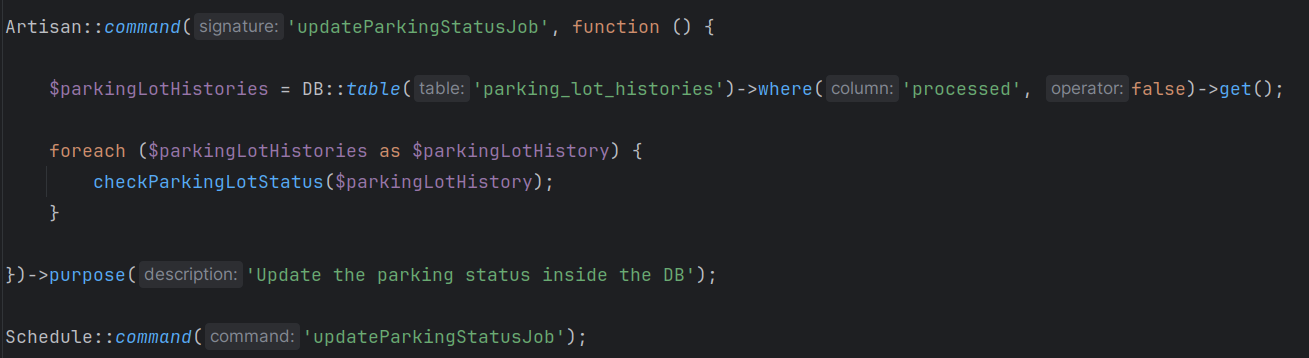 Artisan::command( signature: 'updateParkingStatusJob', function () {
$parkingLotHistories = DB::table( table: 'parking_lot_histories')->where( column: 'processed', operator: false)->get();
foreach ($parkingLotHistories as $parkingLotHistory) {
checkParkingLotStatus($parkingLotHistory);
}
})->purpose( description: 'Update the parking status inside the DB');
Schedule::command( command: 'updateParkingStatusJob');